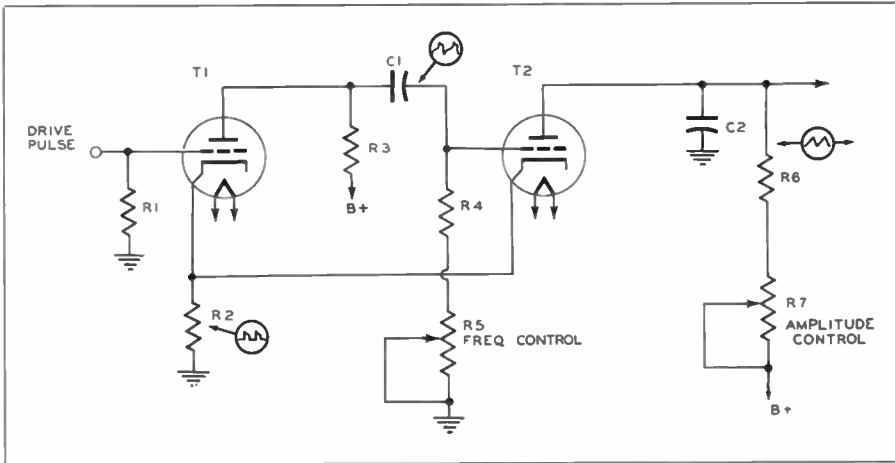 T1
C1
T2
DRIVE
PULSE
R1
R3
B+
R4
C2
R6
R2
R5
FREQ CONTROL
R7
AMPLITUDE
CONTROL
B+